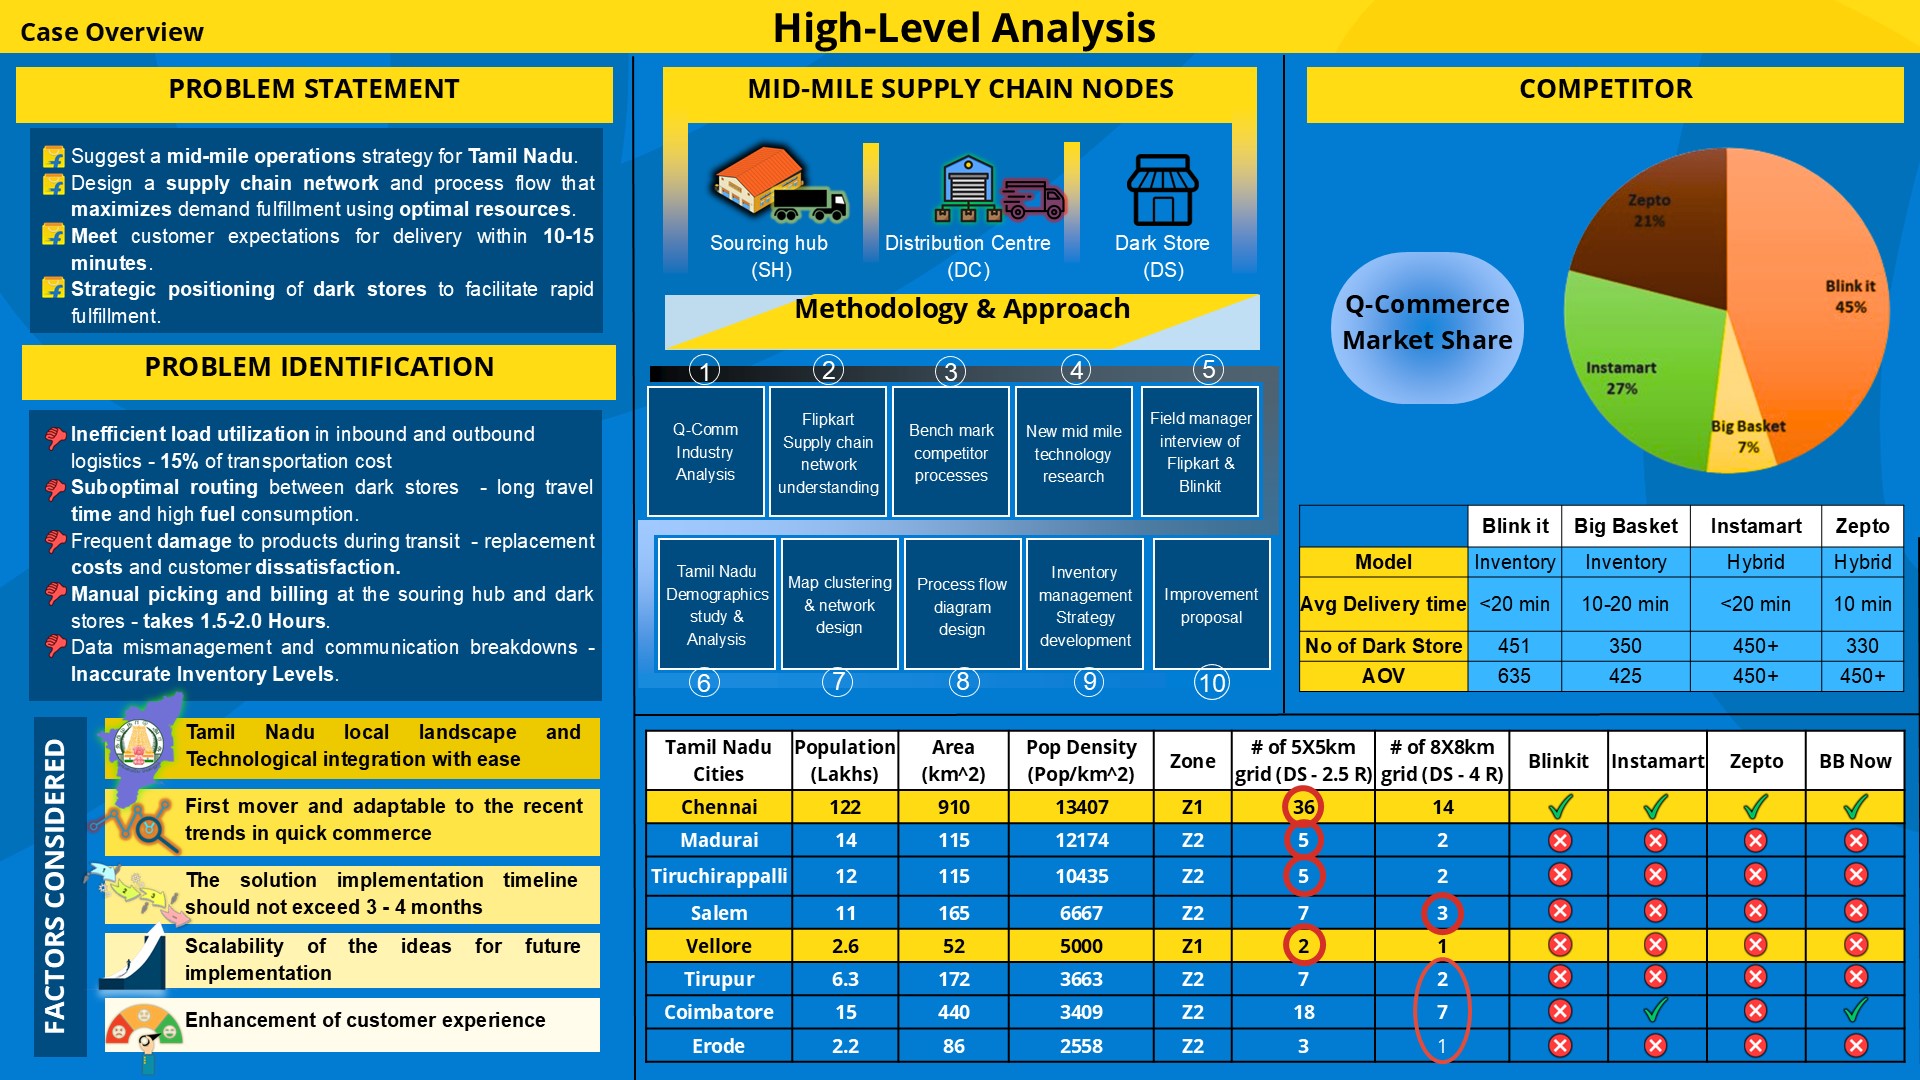 Case Overview
High-Level Analysis
PROBLEM STATEMENT
Suggest a mid-mile operations strategy for Tamil Nadu.
Design a supply chain network and process flow that
maximizes demand fulfillment using optimal resources.
Meet customer expectations for delivery within 10-15
minutes.
Strategic positioning of dark stores to facilitate rapid
fulfillment.
PROBLEM IDENTIFICATION
Inefficient load utilization in inbound and outbound
logistics - 15% of transportation cost
Suboptimal routing between dark stores - long travel
time and high fuel consumption.
Frequent damage to products during transit - replacement
costs and customer dissatisfaction.
Manual picking and billing at the souring hub and dark
stores - takes 1.5-2.0 Hours.
Data mismanagement and communication breakdowns -
Inaccurate Inventory Levels.
FACTORS CONSIDERED
Tamil Nadu local landscape and
Technological integration with ease
First mover and adaptable to the recent
trends in quick commerce
The solution implementation timeline
should not exceed 3 - 4 months
Scalability of the ideas for future
implementation
Enhancement of customer experience
MID-MILE SUPPLY CHAIN NODES
Sourcing hub
(SH)
Distribution Centre
(DC)
Dark Store
(DS)
Methodology & Approach
1
Q-Comm
Industry
Analysis
2
Flipkart
Supply chain
network
understanding
3
Bench mark
competitor
processes
4
New mid mile
technology
research
5
Field manager
interview of
Flipkart &
Blinkit
Tamil Nadu
Demographics
study &
Analysis
6
Map clustering
& network
design
7
Process flow
diagram
design
8
Inventory
management
Strategy
development
9
Improvement
proposal
10
COMPETITOR
Q-Commerce
Market Share
Zepto
21%
Blink it
45%
Instamart
27%
Big Basket
7%
Blink it Big Basket Instamart Zepto
Model Inventory Inventory Hybrid Hybrid
Avg Delivery time <20 min 10-20 min <20 min 10 min
No of Dark Store 451 350 450+ 330
AOV 635 425 450+ 450+
Tamil Nadu Population Area Pop Density Zone # of 5X5km # of 8X8km Blinkit Instamart Zepto BB Now
Cities (Lakhs) (km^2) (Pop/km^2) grid (DS - 2.5 R) grid (DS - 4 R)
Chennai 122 910 13407 Z1 36 14
Madurai 14 115 12174 Z2 5 2
Tiruchirappalli 12 115 10435 Z2 5 2
Salem 11 165 6667 Z2 7 3
Vellore 2.6 52 5000 Z1 2 1
Tirupur 6.3 172 3663 Z2 7 2
Coimbatore 15 440 3409 Z2 18 7
Erode 2.2 86 2558 Z2 3 1